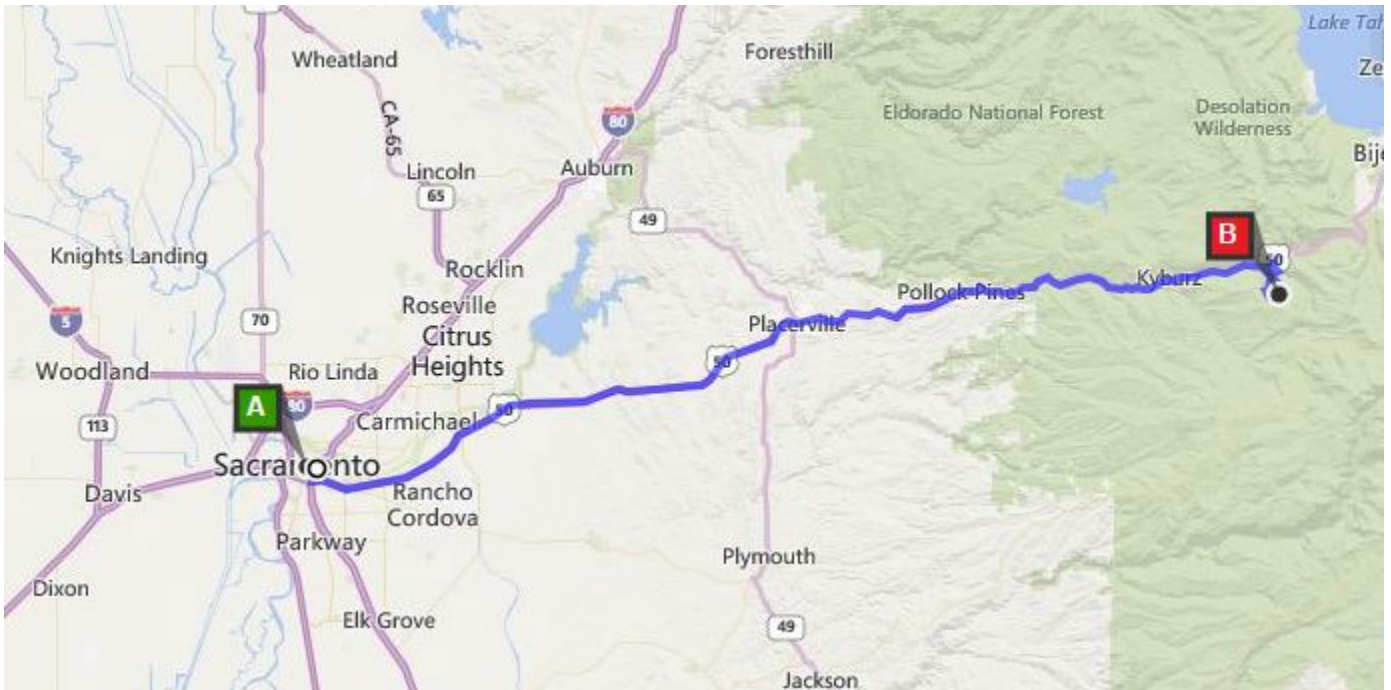 Lake Tah
Foresthill
Wheatland
Ze
CA-65
Eldorado National Forest
Desolation
Wilderness
80
Auburn
Bijo
Lincoln
65
49
B
Knights Landing
50
Rocklin
Kyburz
Pollock Pines
Roseville
70
5
Placerville
Citrus
Heights
50
Woodland
Rio Linda
A
80
50
Carmichael
113
Sacramento
Davis
Rancho
Cordova
Parkway
Plymouth
Dixon
Elk Grove
49
Jackson